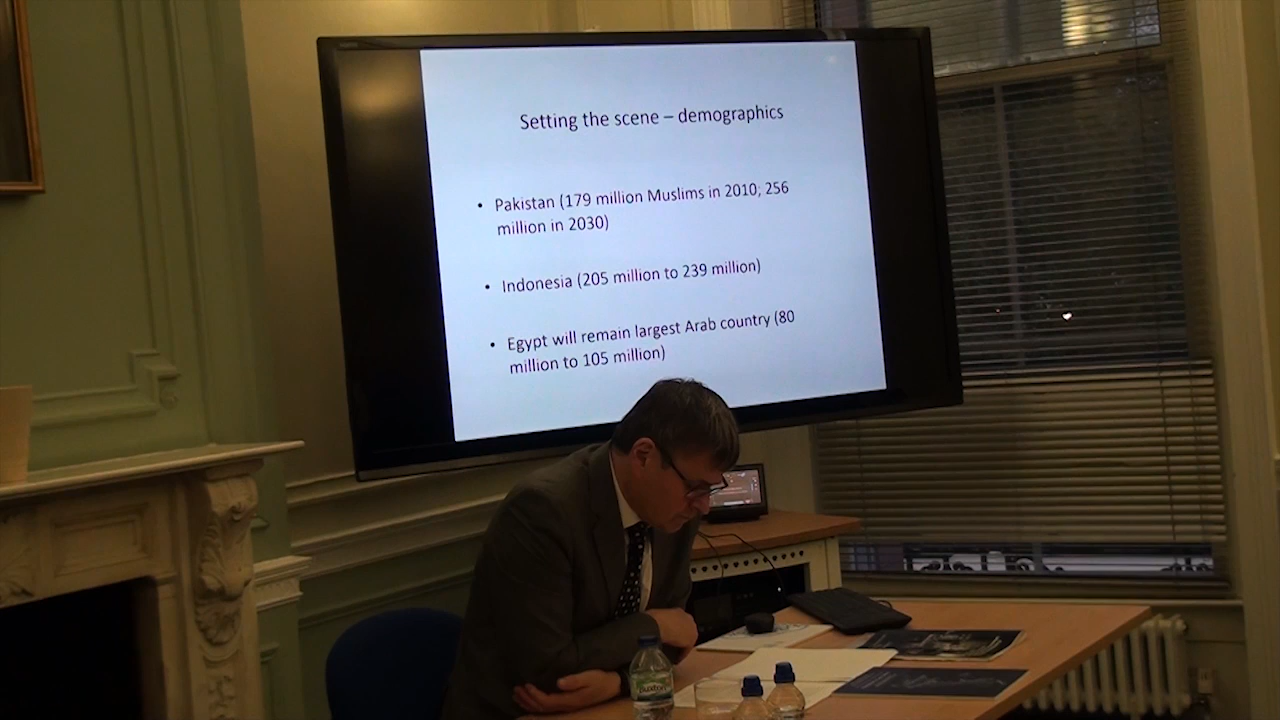 Setting the scene – demographics
• Pakistan (179 million Muslims in 2010; 256
million in 2030)
• Indonesia (205 million to 239 million)
• Egypt will remain largest Arab country (80
million to 105 million)
Buxton